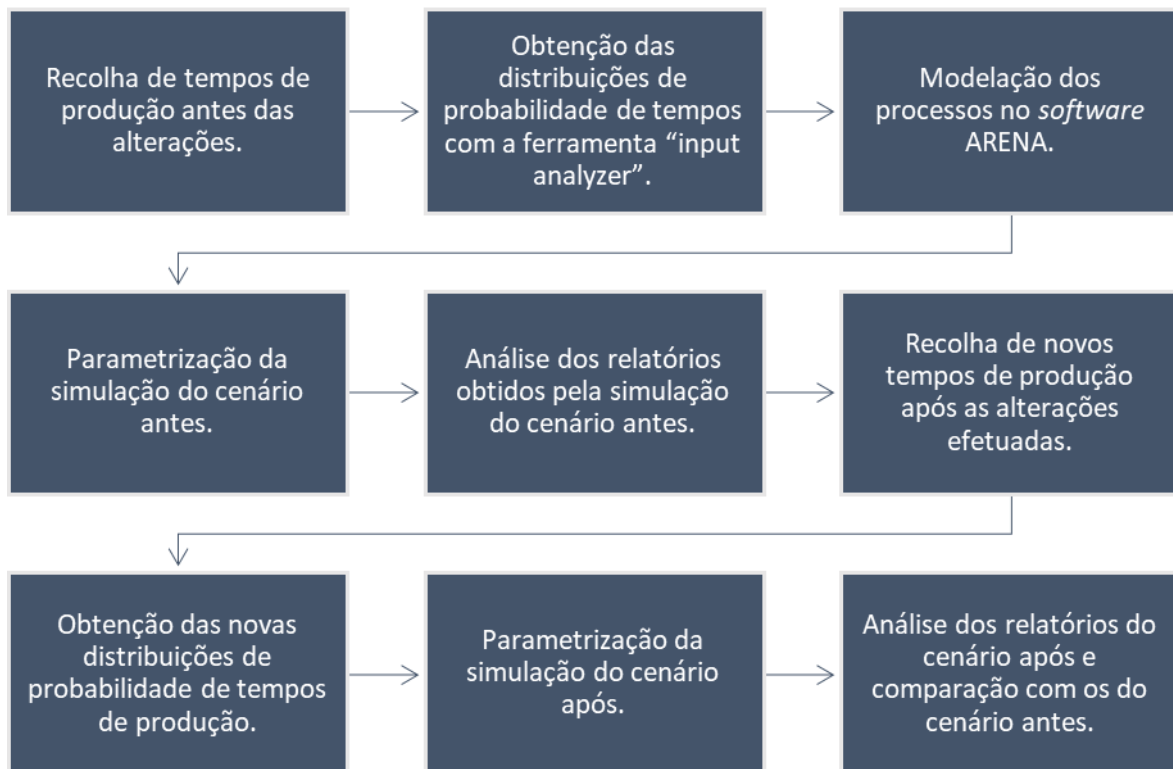 Recolha de tempos de
produção antes das
alterações.
Obtenção das
distribuições de
probabilidade de tempos
com a ferramenta “input
analyzer”.
Modelação dos
processos no software
ARENA.
Parametrização da
simulação do cenário
antes.
Análise dos relatórios
obtidos pela simulação
do cenário antes.
Recolha de novos
tempos de produção
após as alterações
efetuadas.
Obtenção das novas
distribuições de
probabilidade de tempos
de produção.
Parametrização da
simulação do cenário
após.
Análise dos relatórios do
cenário após e
comparação com os do
cenário antes.